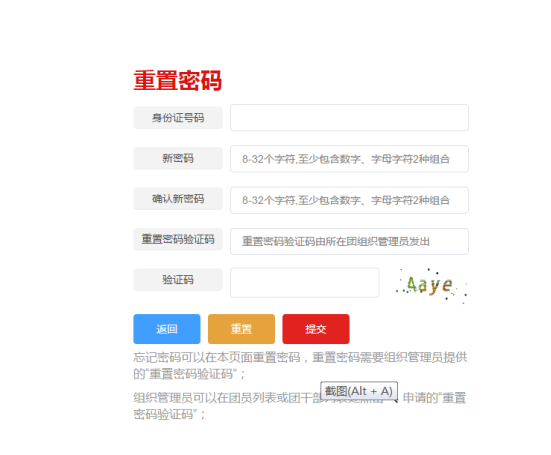 重置密码
身份证号码
新密码 8-32个字符,至少包含数字、字母字符2种组合
确认新密码 8-32个字符,至少包含数字、字母字符2种组合
重置密码验证码 重置密码验证码由所在团组织管理员发出
验证码 4aye
返回 重置 提交
忘记密码可以在本页面重置密码，重置密码需要组织管理员提供
的"重置密码验证码"；
截图(Alt + A)
组织管理员可以在团员列表或团干部 申请的"重置
密码验证码"；